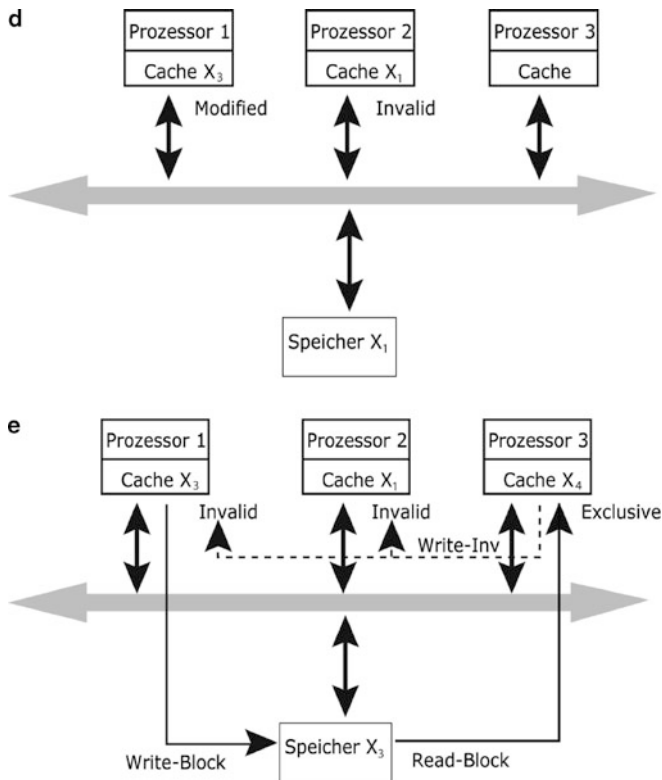 d
Prozessor 1
Cache X₃
Prozessor 2
Cache X₁
Prozessor 3
Cache
Modified
Invalid
Speicher X₁
e
Prozessor 1
Cache X₃
Prozessor 2
Cache X₁
Prozessor 3
Cache X₄
Invalid
Invalid
Exclusive
Write-Inv
Speicher X₃
Write-Block
Read-Block